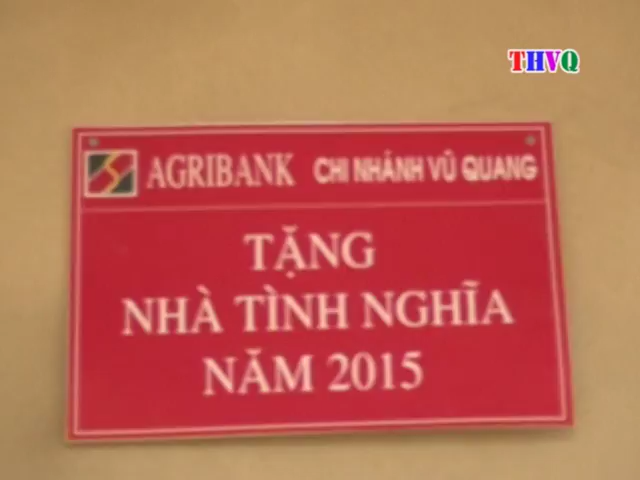 THVQ
AGRIBANK CHI NHÁNH VŨ QUANG
TẶNG
NHÀ TÌNH NGHĨA
NĂM 2015